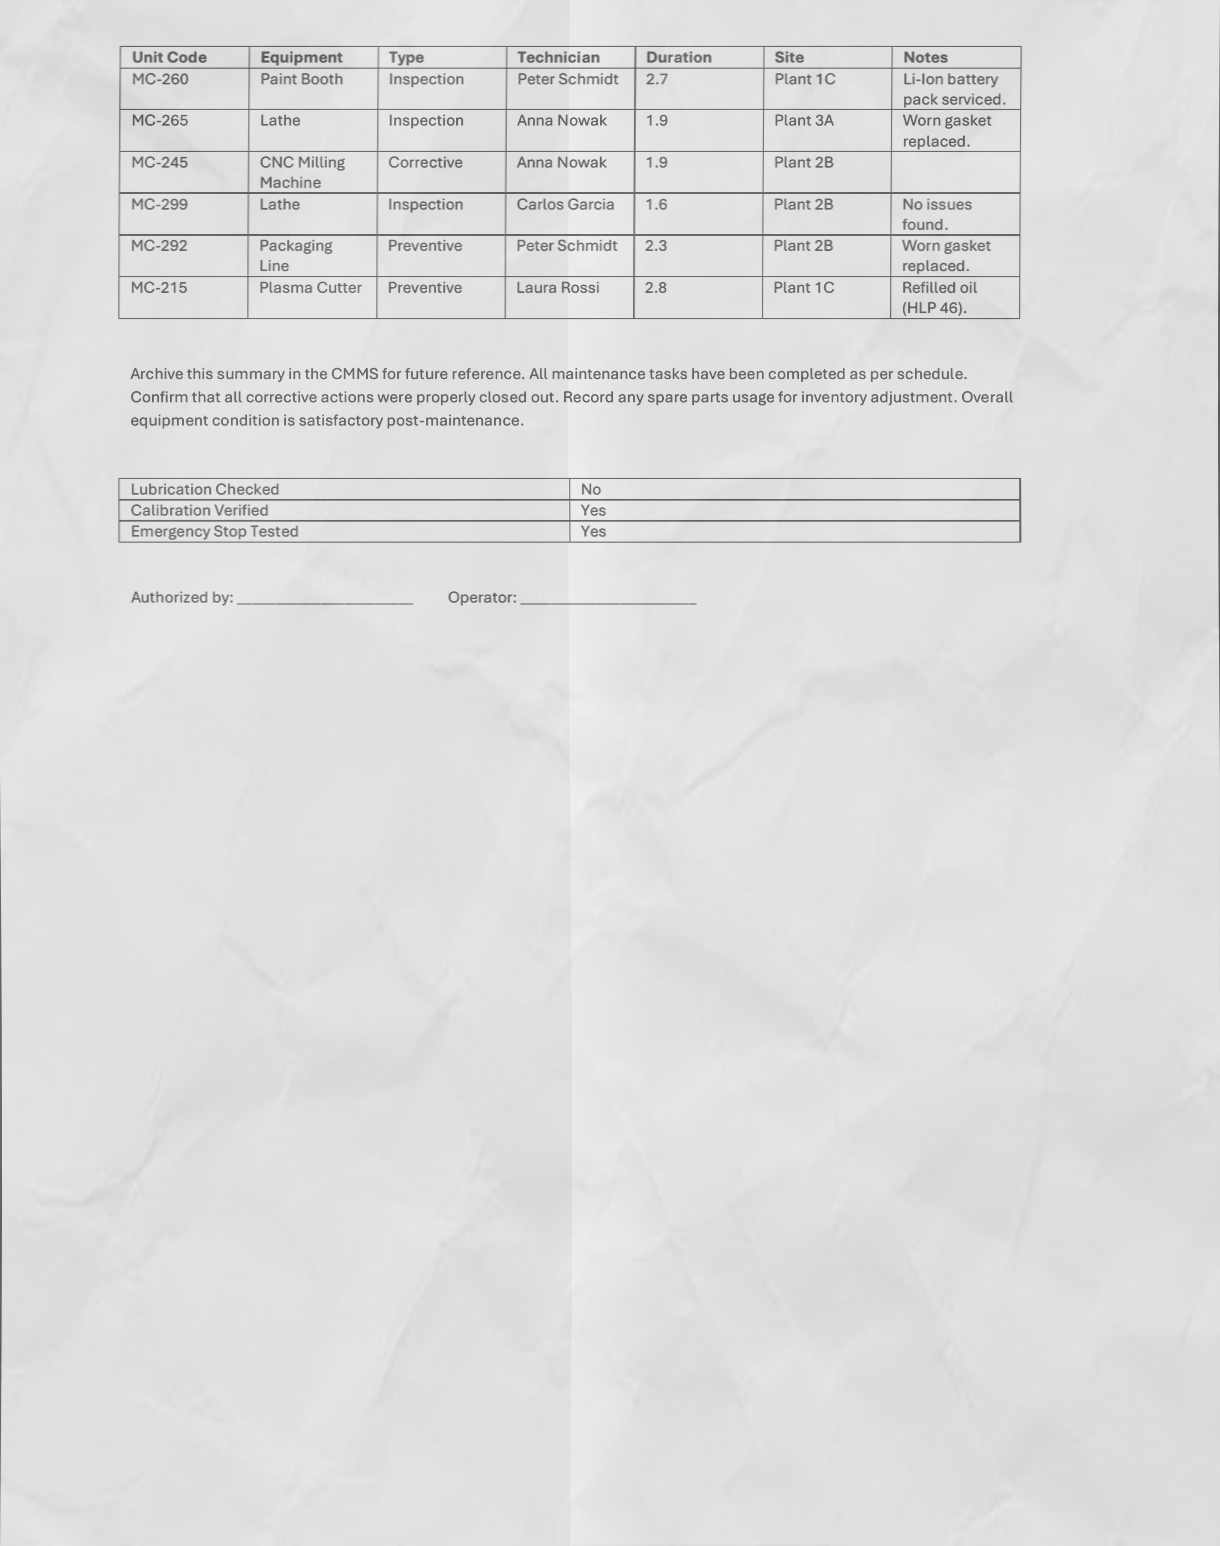 Unit Code Equipment Type Technician Duration Site Notes
MC-260 Paint Booth Inspection Peter Schmidt 2.7 Plant 1C Li-Ion battery
pack serviced.
MC-265 Lathe Inspection Anna Nowak 1.9 Plant 3A Worn gasket
replaced.
MC-245 CNC Milling Corrective Anna Nowak 1.9 Plant 2B
Machine
MC-299 Lathe Inspection Carlos Garcia 1.6 Plant 2B No issues
found.
MC-292 Packaging Preventive Peter Schmidt 2.3 Plant 2B Worn gasket
Line replaced.
MC-215 Plasma Cutter Preventive Laura Rossi 2.8 Plant 1C Refilled oil
(HLP 46).
Archive this summary in the CMMS for future reference. All maintenance tasks have been completed as per schedule.
Confirm that all corrective actions were properly closed out. Record any spare parts usage for inventory adjustment. Overall
equipment condition is satisfactory post-maintenance.
Lubrication Checked No
Calibration Verified Yes
Emergency Stop Tested Yes
Authorized by: ______________________ Operator: ______________________